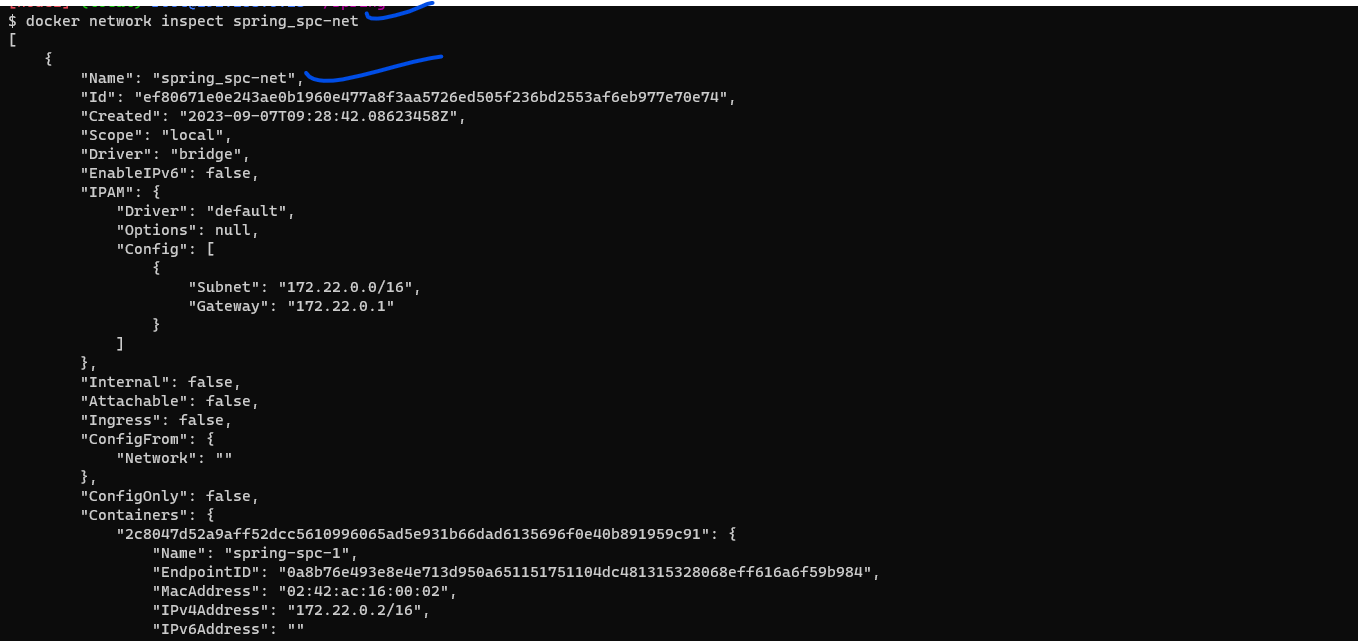 $ docker network inspect spring_spc-net
[
    {
        "Name": "spring_spc-net",
        "Id": "ef80671e0e243ae0b1960e477a8f3aa5726ed505f236bd2553af6eb977e70e74",
        "Created": "2023-09-07T09:28:42.08623458Z",
        "Scope": "local",
        "Driver": "bridge",
        "EnableIPv6": false,
        "IPAM": {
            "Driver": "default",
            "Options": null,
            "Config": [
                {
                    "Subnet": "172.22.0.0/16",
                    "Gateway": "172.22.0.1"
                }
            ]
        },
        "Internal": false,
        "Attachable": false,
        "Ingress": false,
        "ConfigFrom": {
            "Network": ""
        },
        "ConfigOnly": false,
        "Containers": {
            "2c8047d52a9aff52dcc5610996065ad5e931b66dad6135696f0e40b891959c91": {
                "Name": "spring-spc-1",
                "EndpointID": "0a8b76e493e8e4e713d950a651151751104dc481315328068eff616a6f59b984",
                "MacAddress": "02:42:ac:16:00:02",
                "IPv4Address": "172.22.0.2/16",
                "IPv6Address": ""